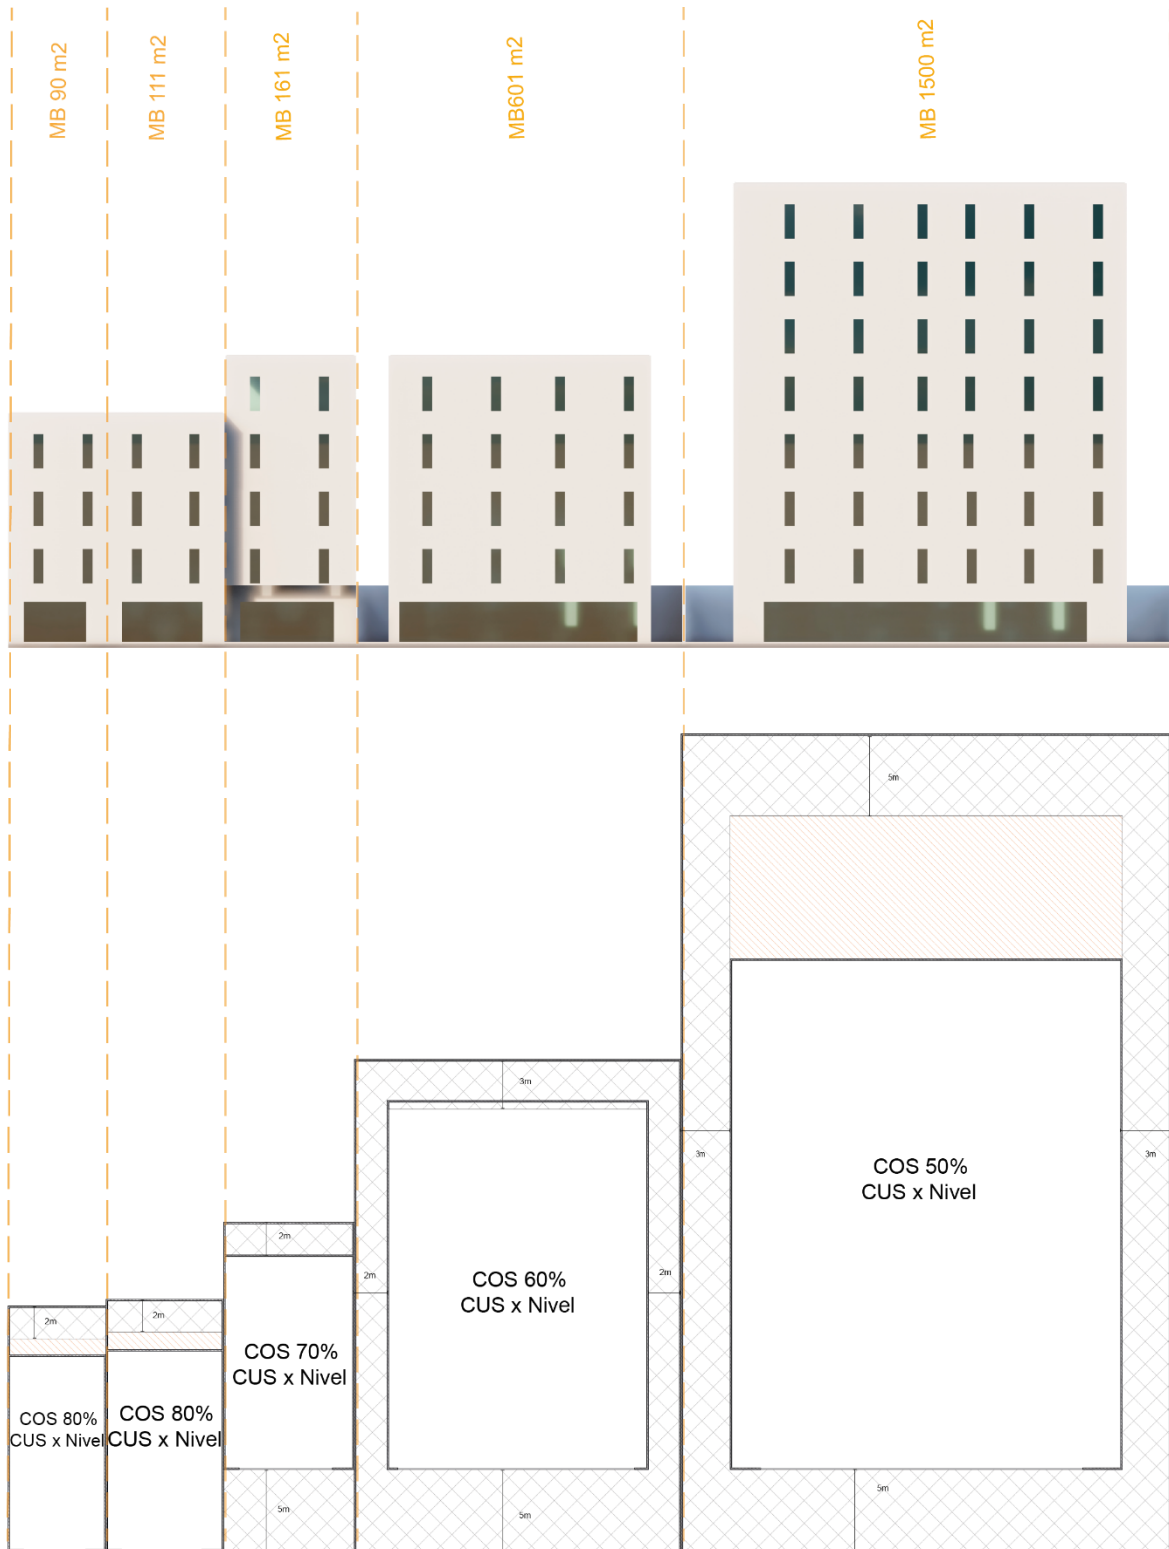 MB 90 m2
MB 111 m2
MB 161 m2
MB601 m2
MB 1500 m2
5m
3m
3m
3m
COS 50%
CUS x Nivel
2m
2m
2m
COS 60%
CUS x Nivel
2m
2m
COS 70%
CUS x Nivel
COS 80%
CUS x Nivel
COS 80%
CUS x Nivel
5m
5m
5m